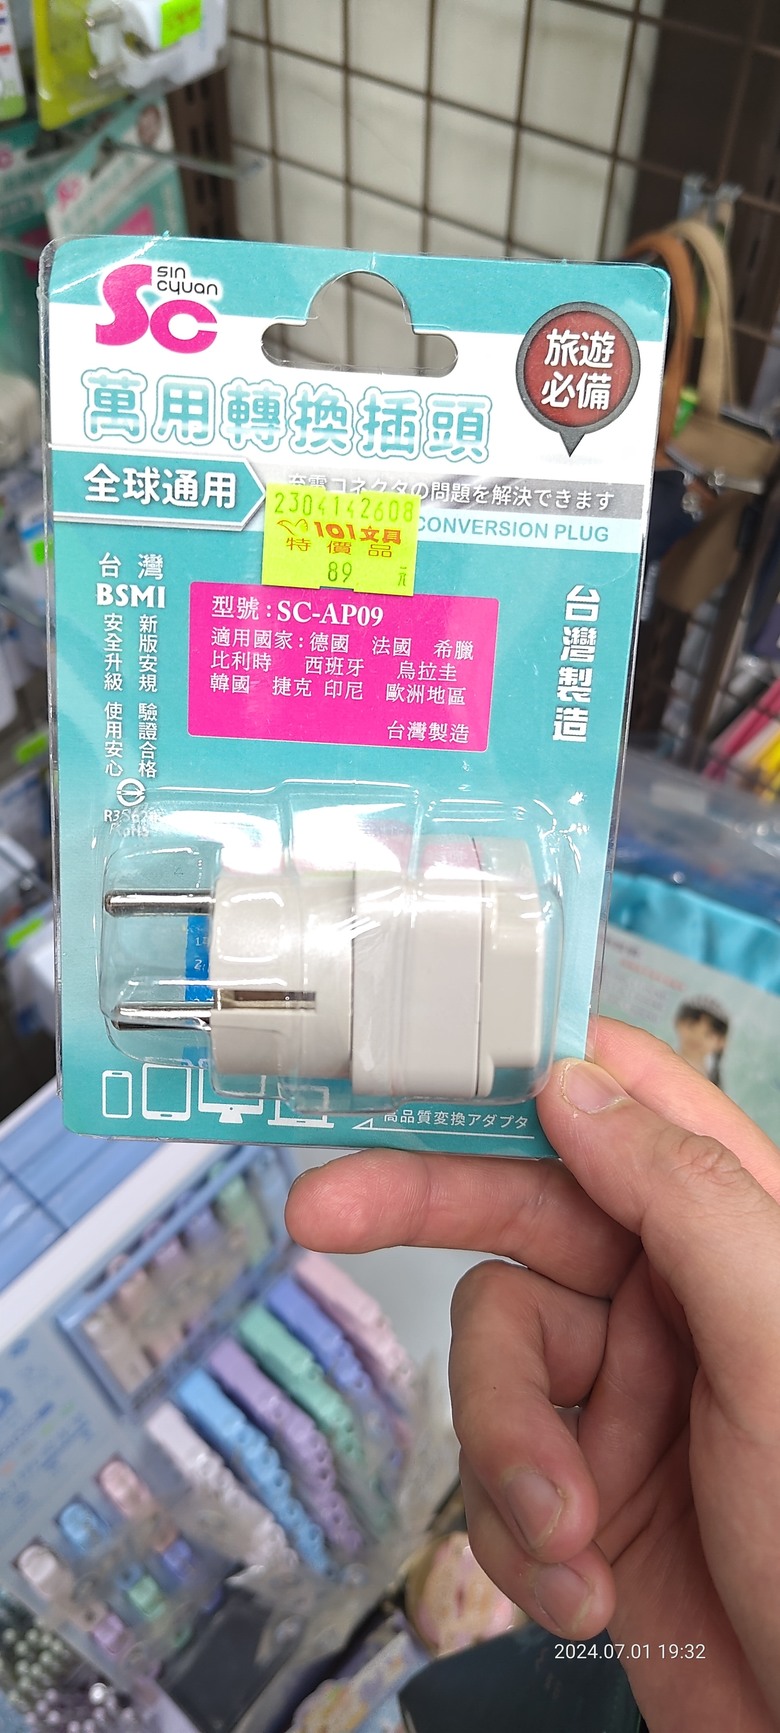 SC
sin
cyuan
旅遊
必備
萬用轉換插頭
全球通用
充電コネクタの問題を解決できます
CONVERSION PLUG
2304142608
101文具
特價品
89 元
台灣
BSMI
新版安規 驗證合格
安全升級 使用安心
型號：SC-AP09
適用國家：德國 法國 希臘
比利時 西班牙 烏拉圭
韓國 捷克 印尼 歐洲地區
台灣製造
台灣製造
RoHS
高品質変換アダプタ
2024.07.01 19:32